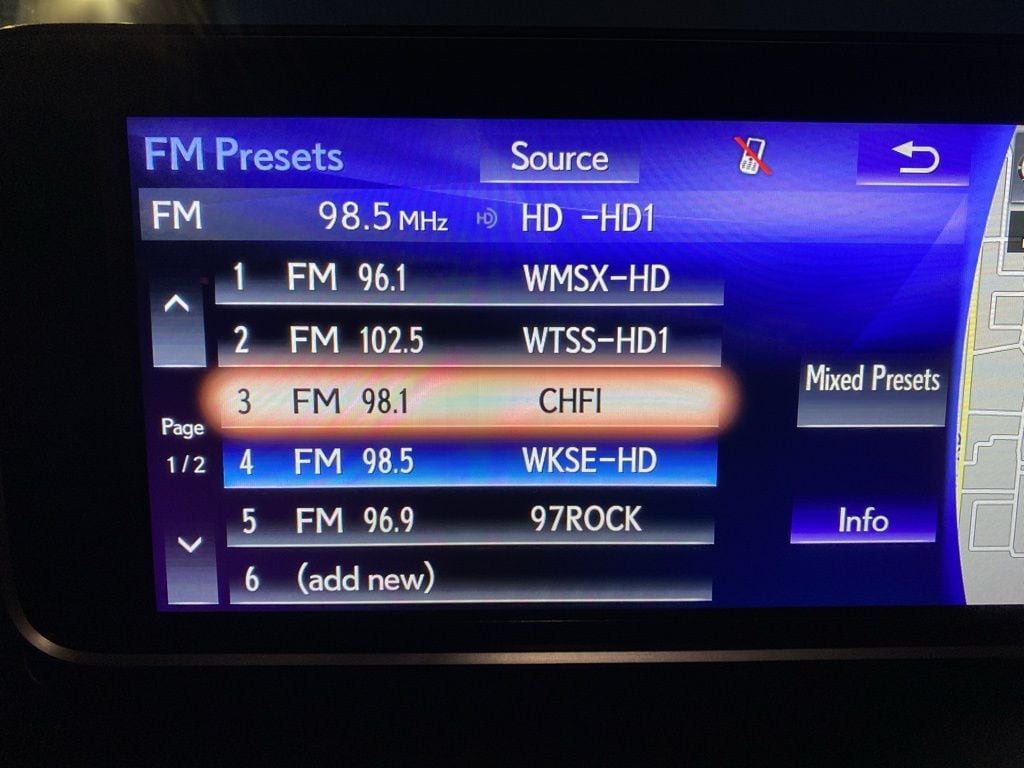 FM Presets Source
FM 98.5 MHz HD HD -HD1
1 FM 96.1 WMSX-HD
2 FM 102.5 WTSS-HD1
3 FM 98.1 CHFI
Mixed Presets
Page
1/2
4 FM 98.5 WKSE-HD
5 FM 96.9 97ROCK
Info
6 (add new)